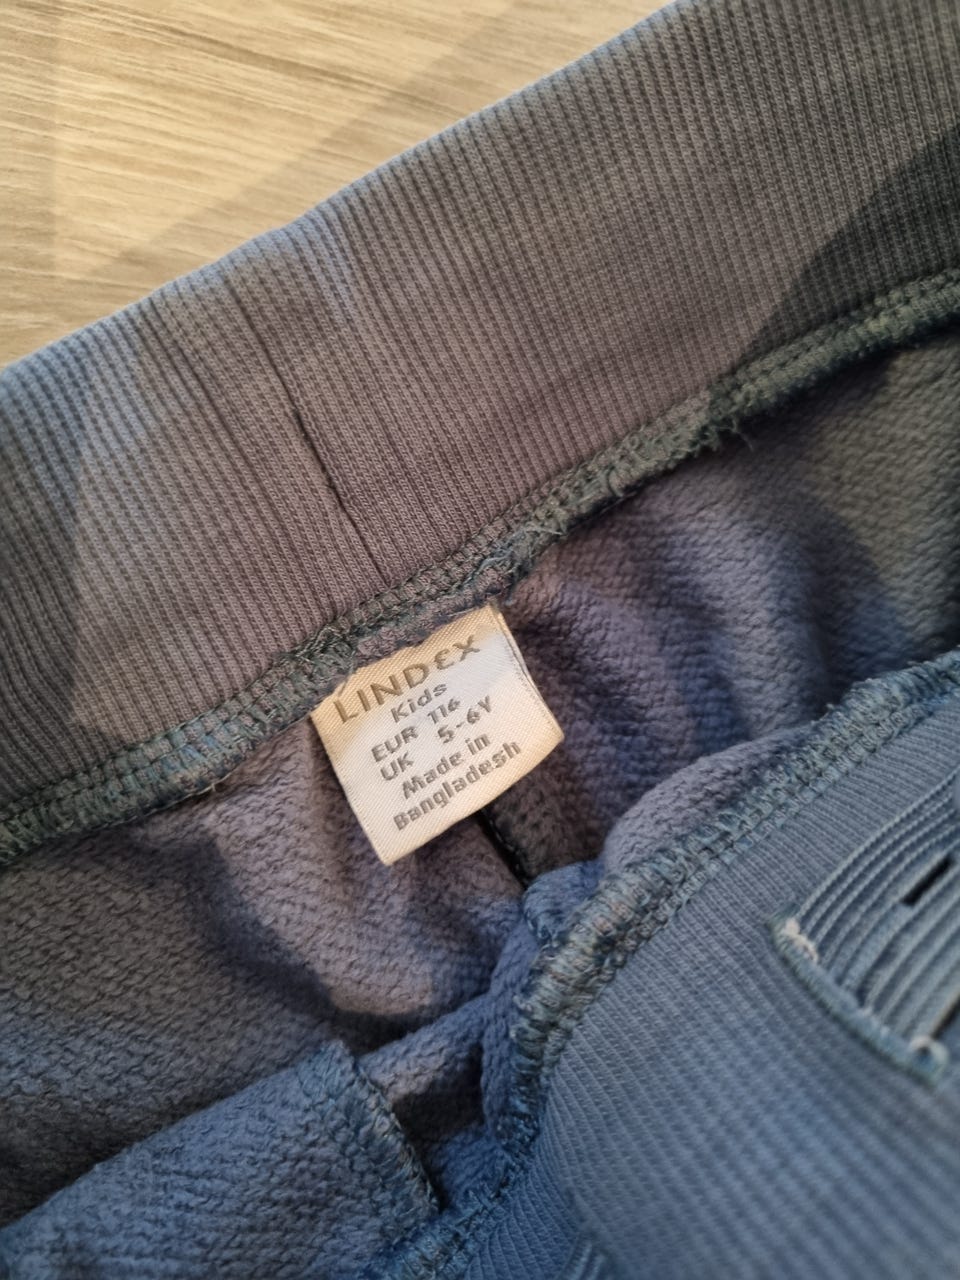 LINDEX
Kids
EUR 116
UK 5-6Y
Made in
Bangladesh